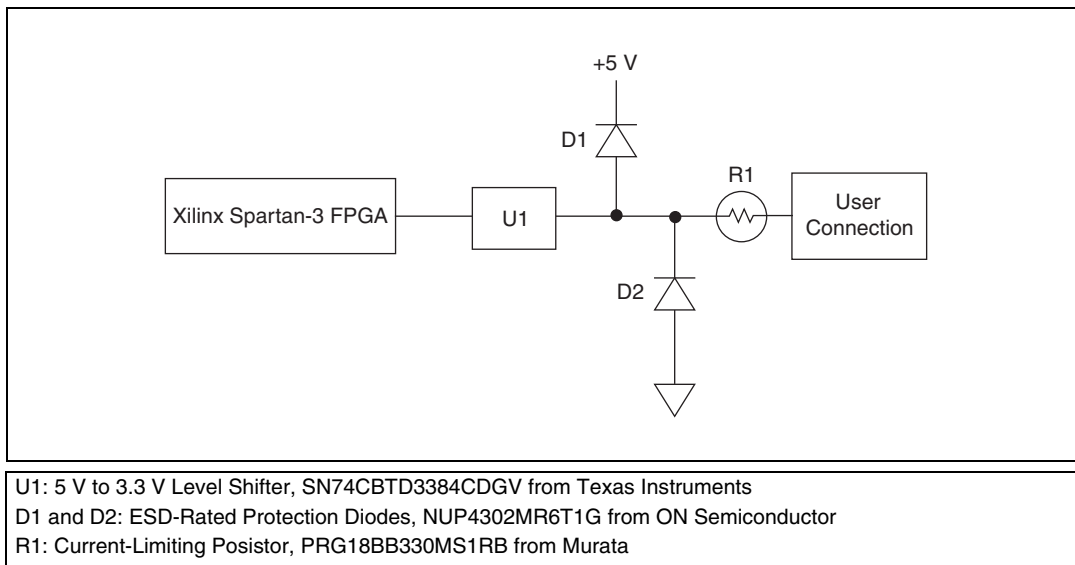 +5 V
D1
R1
Xilinx Spartan-3 FPGA
U1
User
Connection
D2
U1: 5 V to 3.3 V Level Shifter, SN74CBTD3384CDGV from Texas Instruments
D1 and D2: ESD-Rated Protection Diodes, NUP4302MR6T1G from ON Semiconductor
R1: Current-Limiting Posistor, PRG18BB330MS1RB from Murata